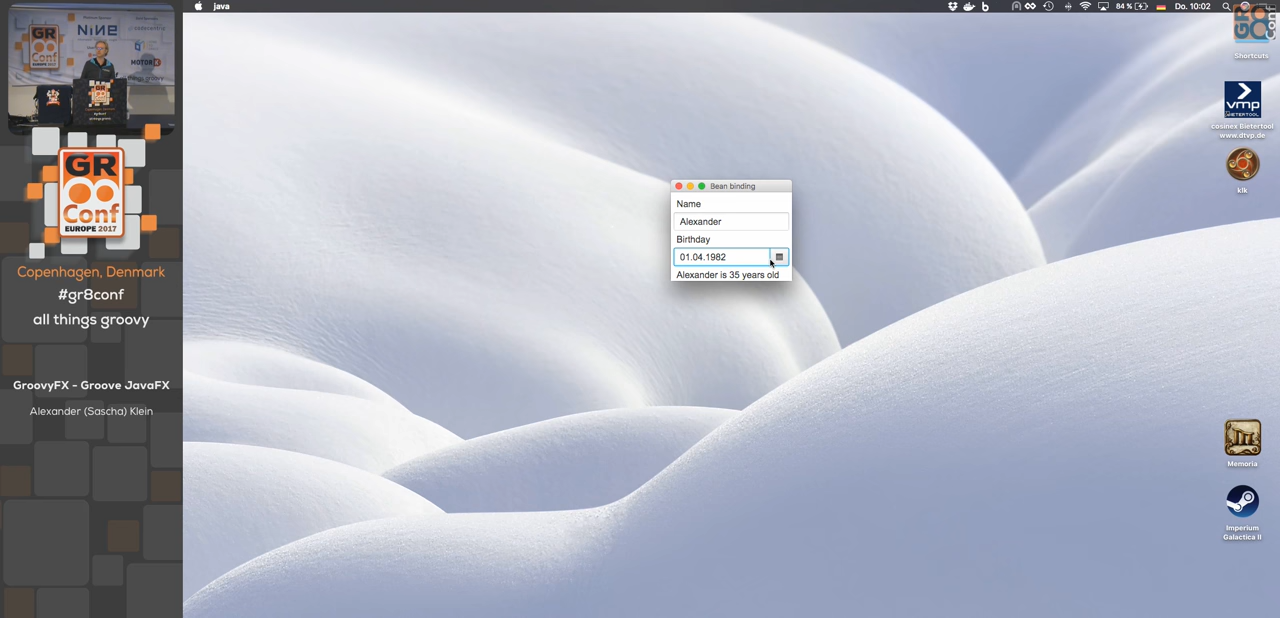 java
84 %
Do. 10:02
GR
Conf
EUROPE 2017
Copenhagen, Denmark
#gr8conf
all things groovy
GroovyFX - Groove JavaFX
Alexander (Sascha) Klein
NINE
MOTOR
Bean binding
Name
Alexander
Birthday
01.04.1982
Alexander is 35 years old
Shortcuts
vmp
BIETERTOOL
cosinex Bietertool
www.dtvp.de
klk
Memoria
Imperium
Galactica II